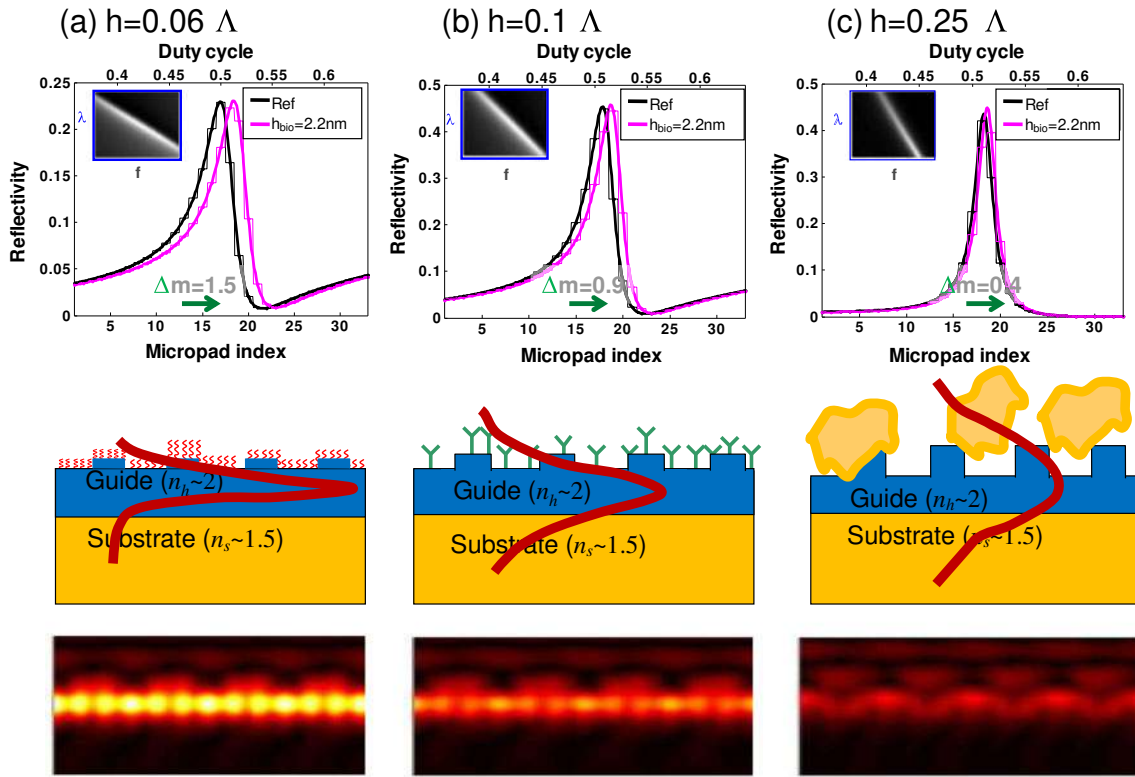 (a) h=0.06 Λ
Duty cycle
0.4 0.45 0.5 0.55 0.6
0.25
0.2
0.15
0.1
0.05
0
Reflectivity
λ
f
Ref
h_bio=2.2nm
Δm=1.5
5 10 15 20 25 30
Micropad index
(b) h=0.1 Λ
Duty cycle
0.4 0.45 0.5 0.55 0.6
0.5
0.4
0.3
0.2
0.1
0
Reflectivity
λ
f
Ref
h_bio=2.2nm
Δm=0.9
5 10 15 20 25 30
Micropad index
(c) h=0.25 Λ
Duty cycle
0.4 0.45 0.5 0.55 0.6
0.5
0.4
0.3
0.2
0.1
0
Reflectivity
λ
f
Ref
h_bio=2.2nm
Δm=0.4
5 10 15 20 25 30
Micropad index
Guide (n_h~2)
Substrate (n_s~1.5)
Guide (n_h~2)
Substrate (n_s~1.5)
Guide (n_h~2)
Substrate (n_s~1.5)